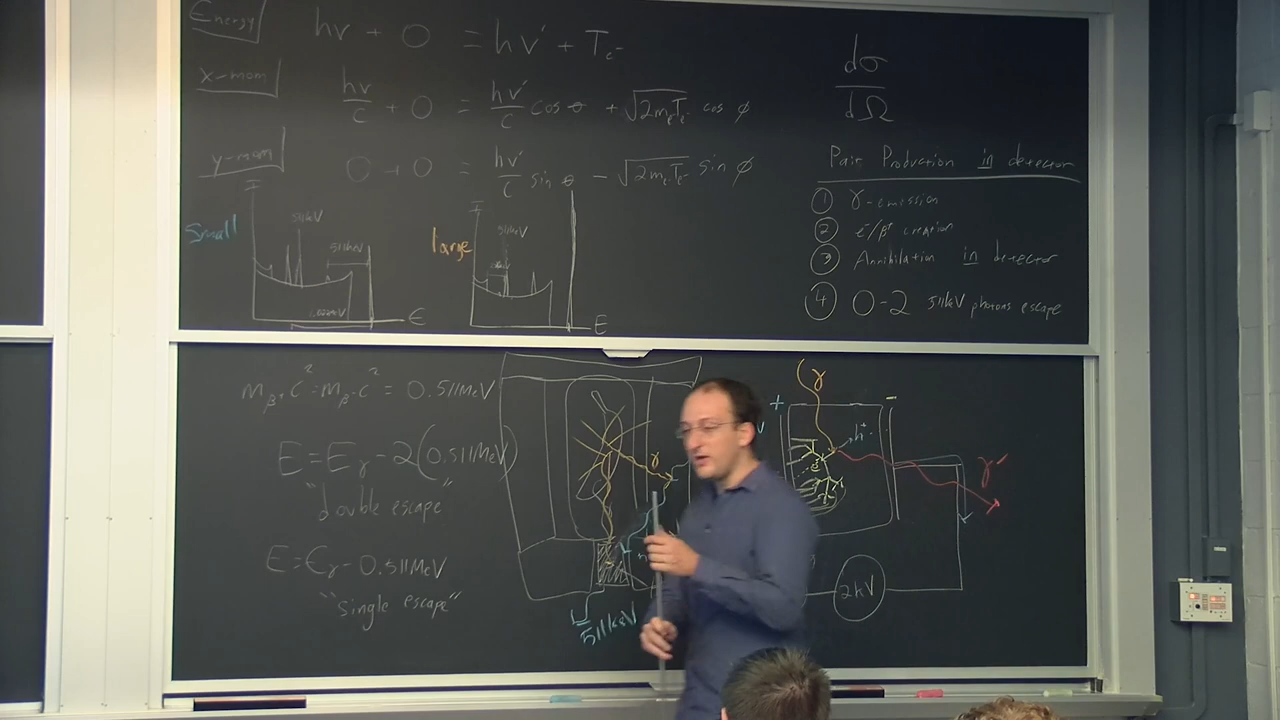 Energy
hν + 0 = hν' + Te-
x-mom
hν/c + 0 = hν'/c cos θ + √2meTe- cos φ
y-mom
0 + 0 = hν'/c sin θ - √2meTe- sin φ
small
I
511keV
511keV
1.022MeV
E
large
I
511keV
E
dσ/dΩ
Pair Production in detector
① γ-emission
② e-/β+ creation
③ Annihilation in detector
④ 0-2 511keV photons escape
mβ+c² = mβ-c² = 0.511MeV
E = Eγ - 2(0.511MeV)
"double escape"
E = Eγ - 0.511MeV
"single escape"
γ
511keV
γ
+
-
h+
e-
γ'
2kV